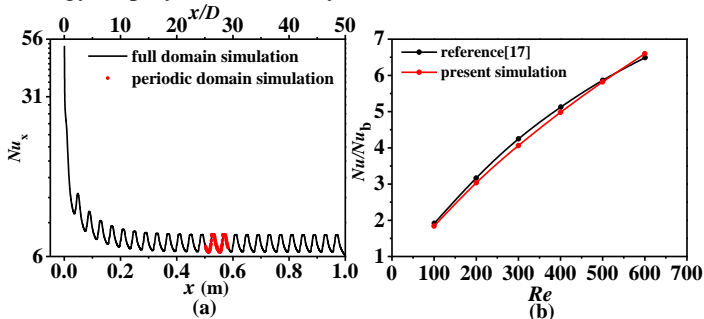 x/D
0 10 20 30 40 50
56
31
6
Nu_x
full domain simulation
periodic domain simulation
0.0 0.2 0.4 0.6 0.8 1.0
x (m)
(a)
7
6
5
4
3
2
1
Nu/Nu_b
reference[17]
present simulation
0 100 200 300 400 500 600 700
Re
(b)